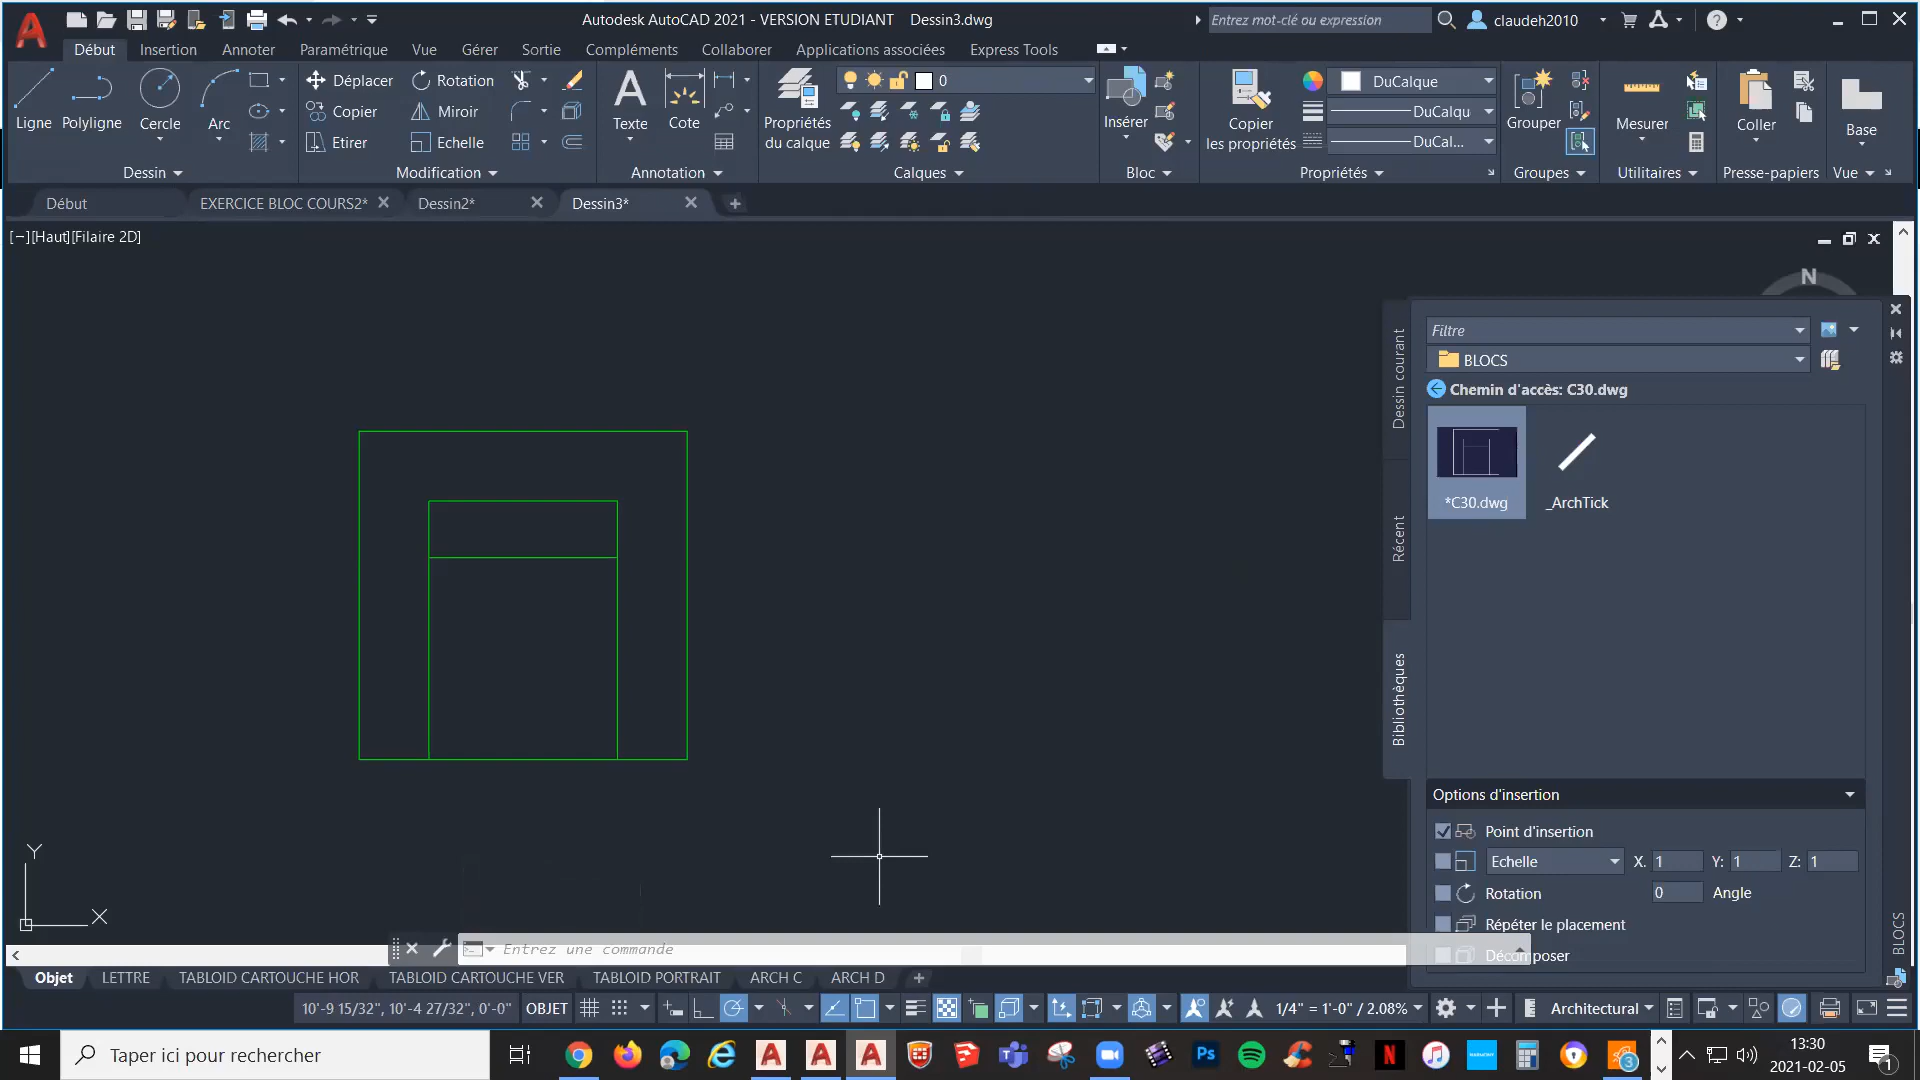 Autodesk AutoCAD 2021 - VERSION ETUDIANT Dessin3.dwg
Entrez mot-clé ou expression
claudeh2010
Début Insertion Annoter Paramétrique Vue Gérer Sortie Compléments Collaborer Applications associées Express Tools
Ligne Polyligne Cercle Arc
Déplacer Rotation
Copier Miroir
Etirer Echelle
Texte Cote
Propriétés
du calque
0
Insérer
Copier
les propriétés
DuCalque
DuCalqu
DuCal...
Grouper
Mesurer
Coller
Base
Dessin Modification Annotation Calques Bloc Propriétés Groupes Utilitaires Presse-papiers Vue
Début EXERCICE BLOC COURS2* Dessin2* Dessin3*
[−][Haut][Filaire 2D]
N
Filtre
BLOCS
Chemin d'accès: C30.dwg
*C30.dwg _ArchTick
Dessin courant
Récent
Bibliothèques
Options d'insertion
Point d'insertion
Echelle X. 1 Y: 1 Z: 1
Rotation 0 Angle
Répéter le placement
Décomposer
BLOCS
Y
X
Entrez une commande
Objet LETTRE TABLOID CARTOUCHE HOR TABLOID CARTOUCHE VER TABLOID PORTRAIT ARCH C ARCH D
10'-9 15/32", 10'-4 27/32", 0'-0" OBJET 1/4" = 1'-0" / 2.08% Architectural
Taper ici pour rechercher
13:30
2021-02-05
Ps
N
3
1